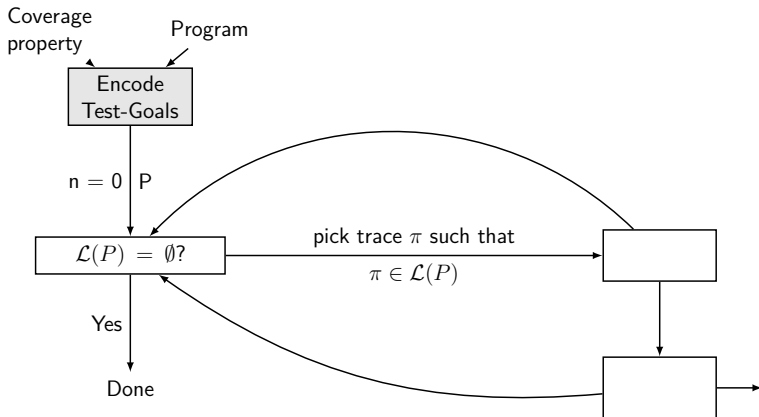 Coverage
property
Program
Encode
Test-Goals
n = 0 P
ℒ(P) = ∅?
pick trace π such that
π ∈ ℒ(P)
Yes
Done